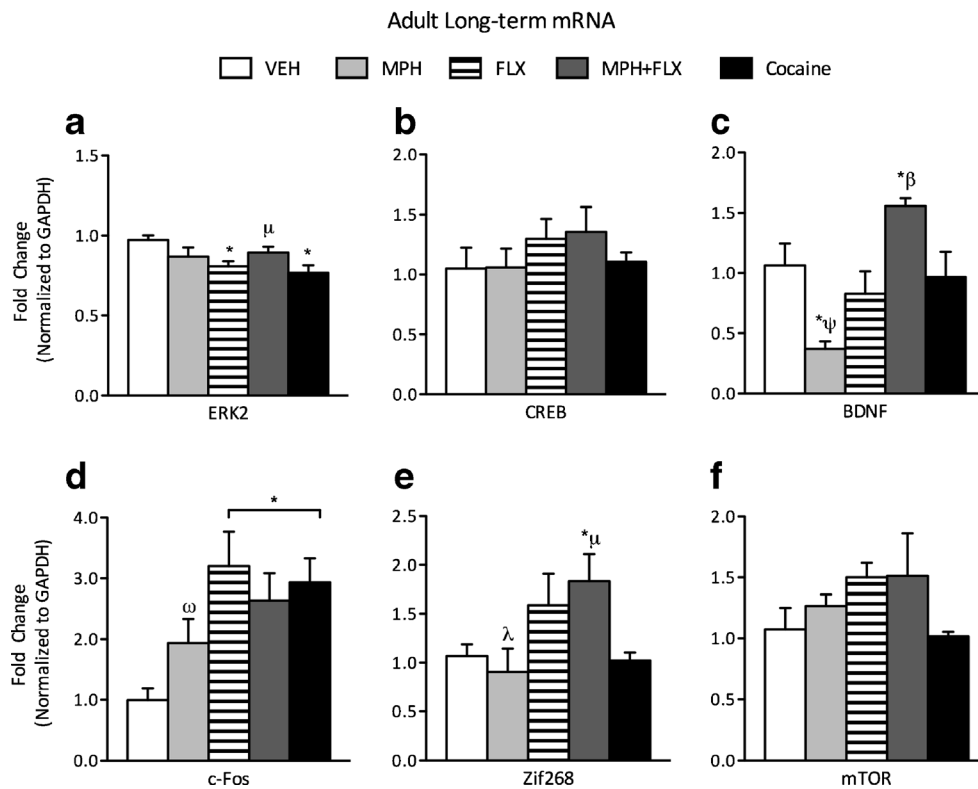 Adult Long-term mRNA
VEH MPH FLX MPH+FLX Cocaine
a b c
Fold Change
(Normalized to GAPDH)
1.5
1.0
0.5
0.0
* μ *
ERK2
2.0
1.5
1.0
0.5
0.0
CREB
2.0
1.5
1.0
0.5
0.0
*ψ *β
BDNF
d e f
Fold Change
(Normalized to GAPDH)
4.0
3.0
2.0
1.0
0.0
ω *
c-Fos
2.5
2.0
1.5
1.0
0.5
0.0
λ *μ
Zif268
2.0
1.5
1.0
0.5
0.0
mTOR